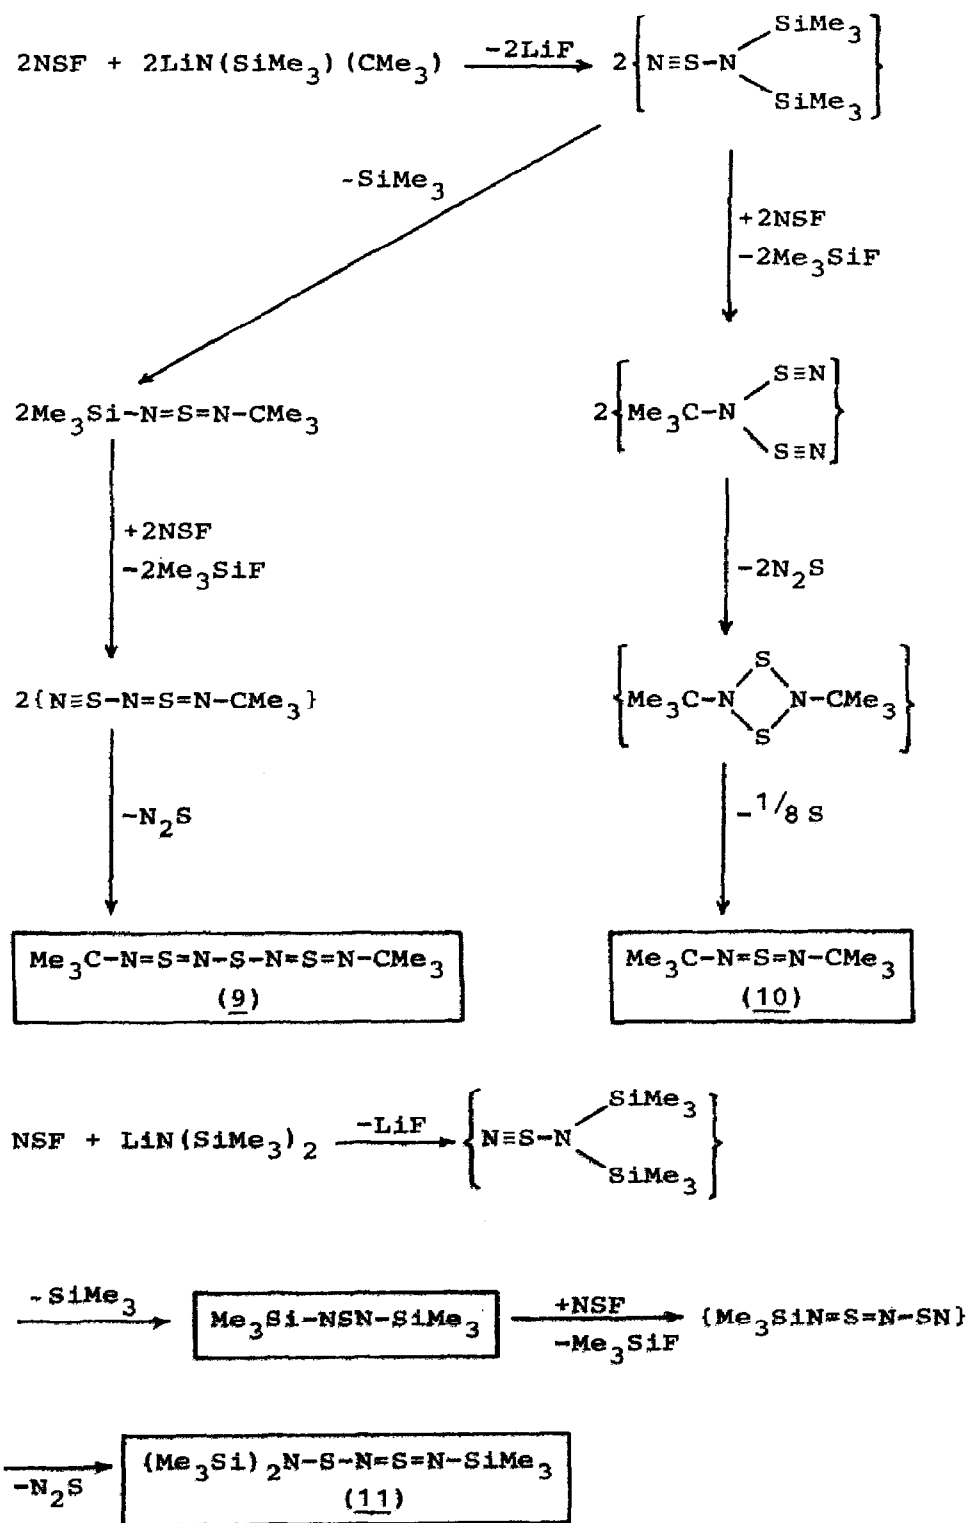 2NSF + 2LiN(SiMe₃)(CMe₃) -2LiF 2{N≡S-N SiMe₃ SiMe₃}
~SiMe₃
+2NSF
-2Me₃SiF
2Me₃Si-N=S=N-CMe₃
2{Me₃C-N S≡N S≡N}
+2NSF
-2Me₃SiF
-2N₂S
2{N≡S-N=S=N-CMe₃}
{Me₃C-N S S N-CMe₃}
-N₂S
-1/8 S
Me₃C-N=S=N-S-N=S=N-CMe₃
(9)
Me₃C-N=S=N-CMe₃
(10)
NSF + LiN(SiMe₃)₂ -LiF {N≡S-N SiMe₃ SiMe₃}
~SiMe₃ Me₃Si-NSN-SiMe₃ +NSF -Me₃SiF {Me₃SiN=S=N-SN}
-N₂S (Me₃Si)₂N-S-N=S=N-SiMe₃
(11)